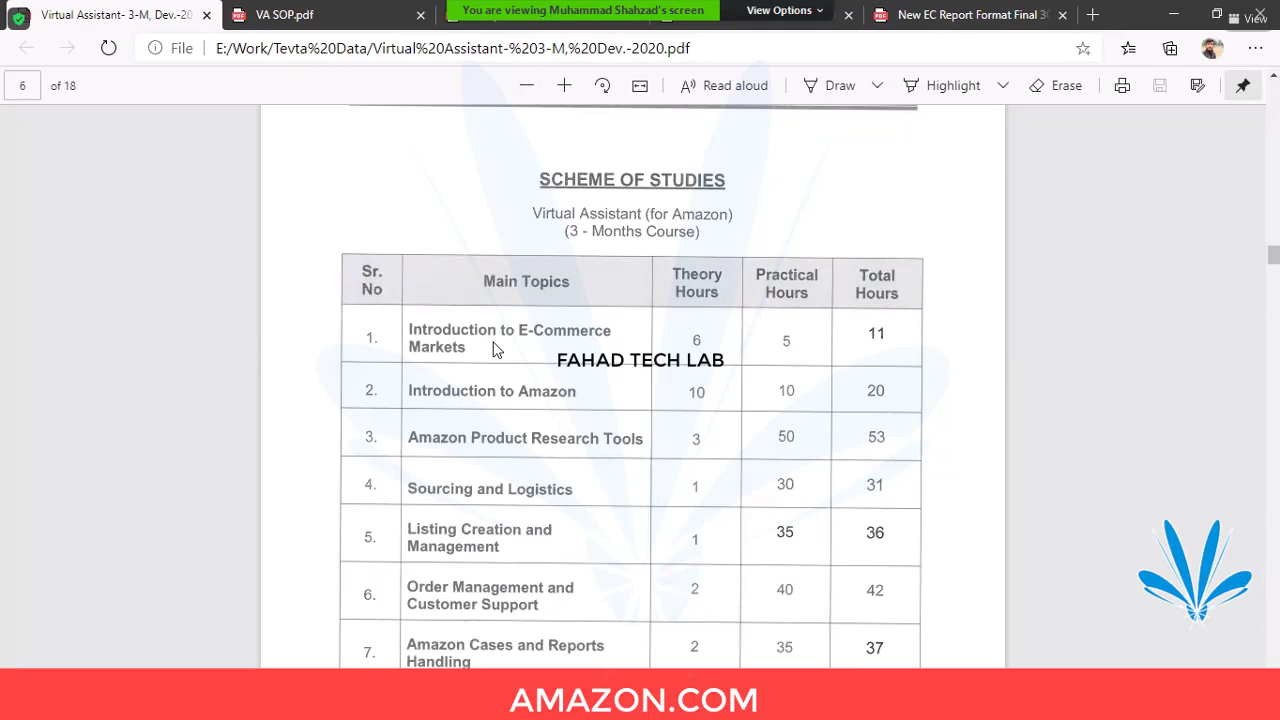 Virtual Assistant- 3-M, Dev.-20
VA SOP.pdf
You are viewing Muhammad Shahzad's screen
View Options
New EC Report Format Final 30
View
File
E:/Work/Tevta%20Data/Virtual%20Assistant-%203-M,%20Dev.-2020.pdf
6 of 18
Read aloud
Draw
Highlight
Erase
SCHEME OF STUDIES
Virtual Assistant (for Amazon)
(3 - Months Course)
Sr. No Main Topics Theory Hours Practical Hours Total Hours
1. Introduction to E-Commerce Markets 6 5 11
FAHAD TECH LAB
2. Introduction to Amazon 10 10 20
3. Amazon Product Research Tools 3 50 53
4. Sourcing and Logistics 1 30 31
5. Listing Creation and Management 1 35 36
6. Order Management and Customer Support 2 40 42
7. Amazon Cases and Reports Handling 2 35 37
AMAZON.COM